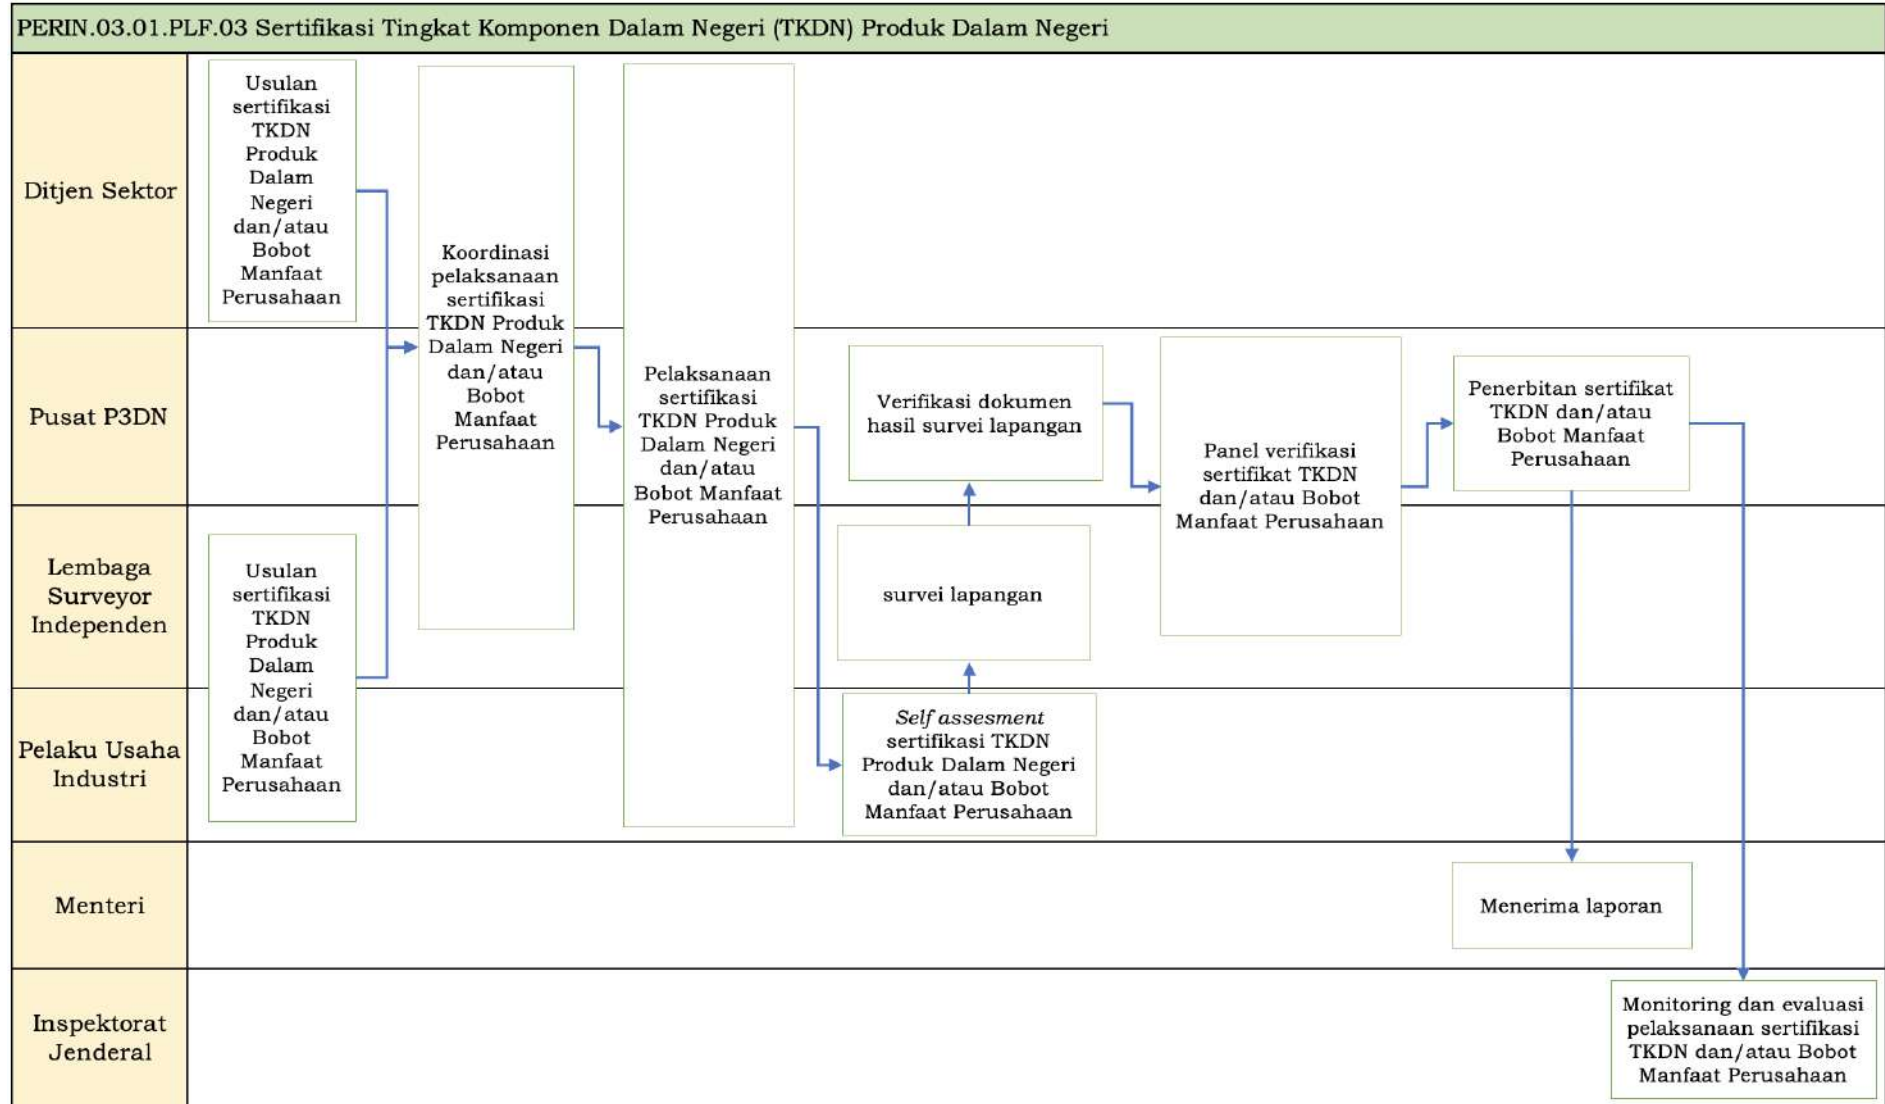 PERIN.03.01.PLF.03 Sertifikasi Tingkat Komponen Dalam Negeri (TKDN) Produk Dalam Negeri
Ditjen Sektor
Usulan
sertifikasi
TKDN
Produk
Dalam
Negeri
dan/atau
Bobot
Manfaat
Perusahaan
Koordinasi
pelaksanaan
sertifikasi
TKDN Produk
Dalam Negeri
dan/atau
Bobot
Manfaat
Perusahaan
Pelaksanaan
sertifikasi
TKDN Produk
Dalam Negeri
dan/atau
Bobot Manfaat
Perusahaan
Pusat P3DN
Verifikasi dokumen
hasil survei lapangan
Panel verifikasi
sertifikat TKDN
dan/atau Bobot
Manfaat Perusahaan
Penerbitan sertifikat
TKDN dan/atau
Bobot Manfaat
Perusahaan
Lembaga
Surveyor
Independen
Usulan
sertifikasi
TKDN
Produk
Dalam
Negeri
dan/atau
Bobot
Manfaat
Perusahaan
survei lapangan
Pelaku Usaha
Industri
Self assesment
sertifikasi TKDN
Produk Dalam Negeri
dan/atau Bobot
Manfaat Perusahaan
Menteri
Menerima laporan
Inspektorat
Jenderal
Monitoring dan evaluasi
pelaksanaan sertifikasi
TKDN dan/atau Bobot
Manfaat Perusahaan